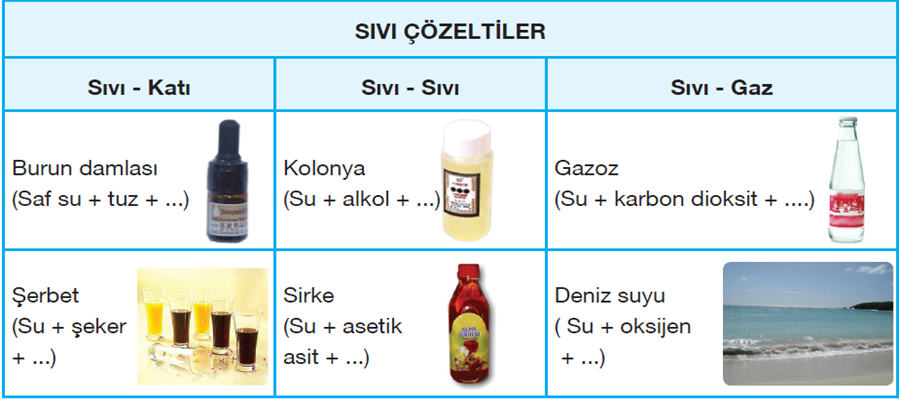 SIVI ÇÖZELTİLER
Sıvı - Katı
Sıvı - Sıvı
Sıvı - Gaz
Burun damlası
(Saf su + tuz + ...)
Kolonya
(Su + alkol + ...)
Gazoz
(Su + karbon dioksit + ....)
Şerbet
(Su + şeker
+ ...)
Sirke
(Su + asetik
asit + ...)
ELMA
Deniz suyu
( Su + oksijen
+ ...)